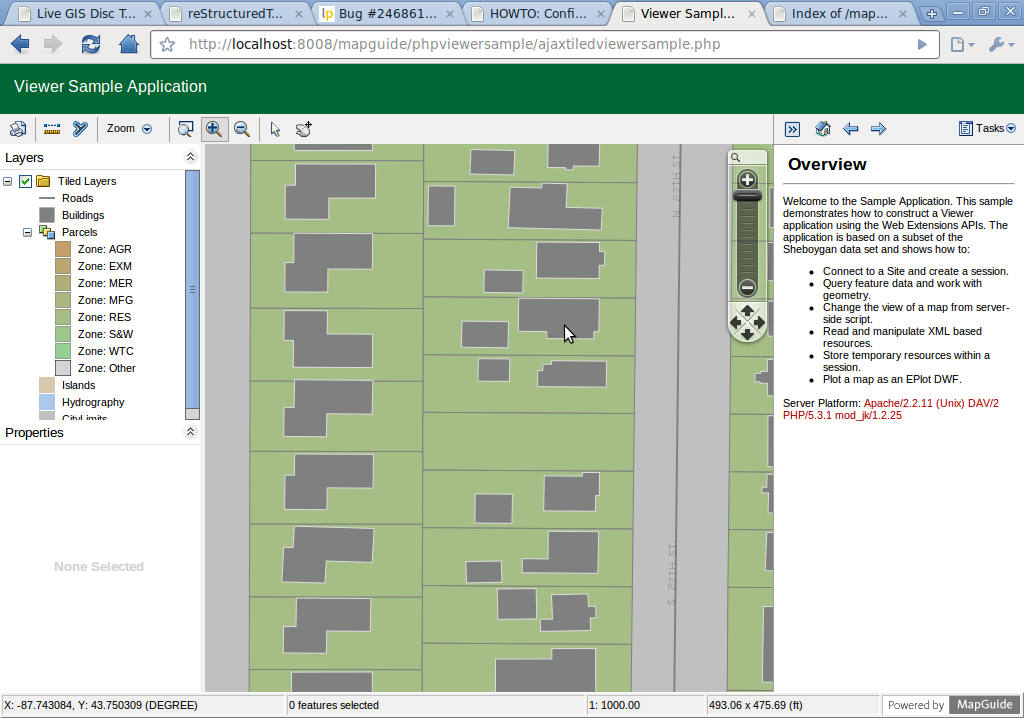 Live GIS Disc T...
reStructuredT...
lp Bug #246861...
HOWTO: Confi...
Viewer Sampl...
Index of /map...
http://localhost:8008/mapguide/phpviewersample/ajaxtiledviewersample.php
Viewer Sample Application
Zoom
Tasks
Layers
Tiled Layers
Roads
Buildings
Parcels
Zone: AGR
Zone: EXM
Zone: MER
Zone: MFG
Zone: RES
Zone: S&W
Zone: WTC
Zone: Other
Islands
Hydrography
CityLimits
Properties
None Selected
Overview
Welcome to the Sample Application. This sample
demonstrates how to construct a Viewer
application using the Web Extensions APIs. The
application is based on a subset of the
Sheboygan data set and shows how to:
• Connect to a Site and create a session.
• Query feature data and work with
geometry.
• Change the view of a map from server-
side script.
• Read and manipulate XML based
resources.
• Store temporary resources within a
session.
• Plot a map as an EPlot DWF.
Server Platform: Apache/2.2.11 (Unix) DAV/2
PHP/5.3.1 mod_jk/1.2.25
X: -87.743084, Y: 43.750309 (DEGREE)
0 features selected
1: 1000.00
493.06 x 475.69 (ft)
Powered by MapGuide